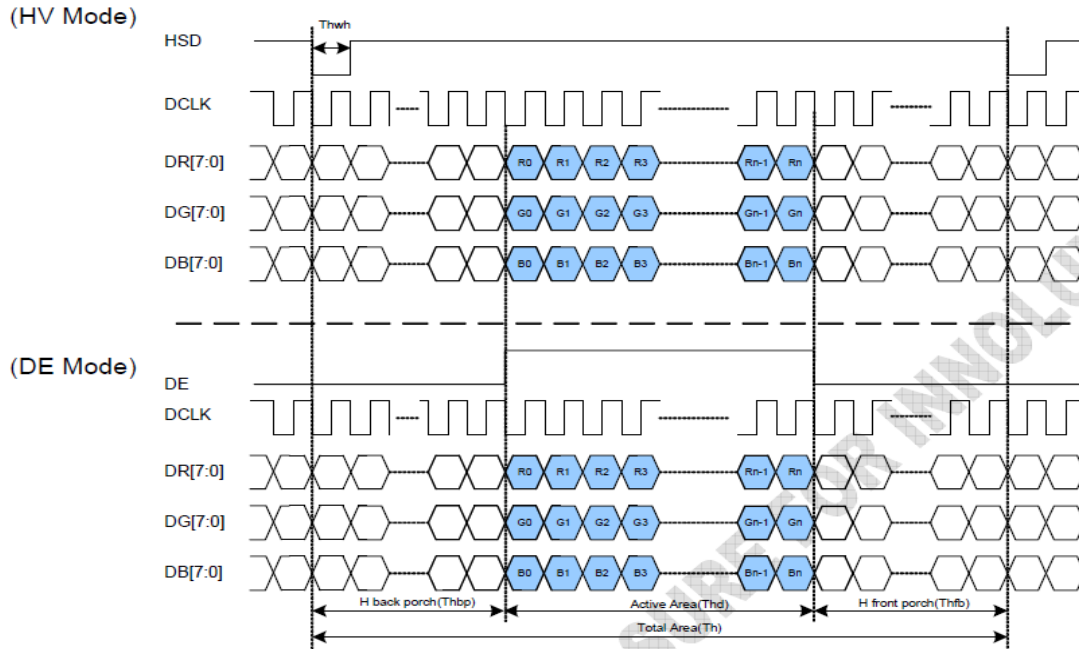 (HV Mode)
Thwh
HSD
DCLK
DR[7:0]
R0 R1 R2 R3 Rn-1 Rn
DG[7:0]
G0 G1 G2 G3 Gn-1 Gn
DB[7:0]
B0 B1 B2 B3 Bn-1 Bn
(DE Mode)
DE
DCLK
DR[7:0]
R0 R1 R2 R3 Rn-1 Rn
DG[7:0]
G0 G1 G2 G3 Gn-1 Gn
DB[7:0]
B0 B1 B2 B3 Bn-1 Bn
H back porch(Thbp) Active Area(Thd) H front porch(Thfb)
Total Area(Th)
SURE FOR INNOLU